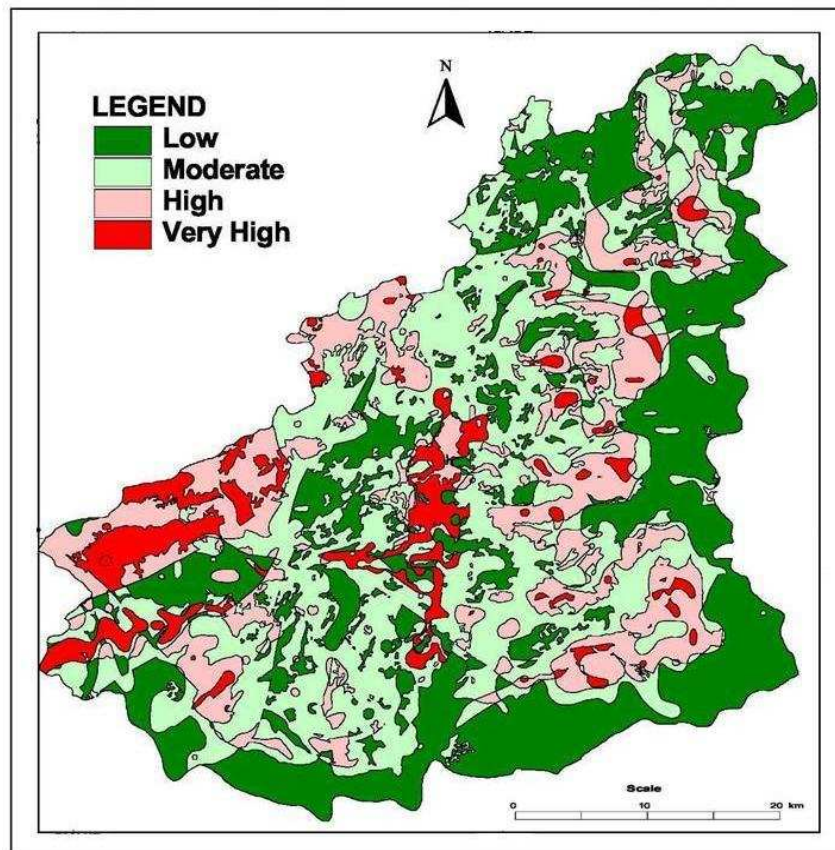 N
LEGEND
Low
Moderate
High
Very High
Scale
0 10 20 km